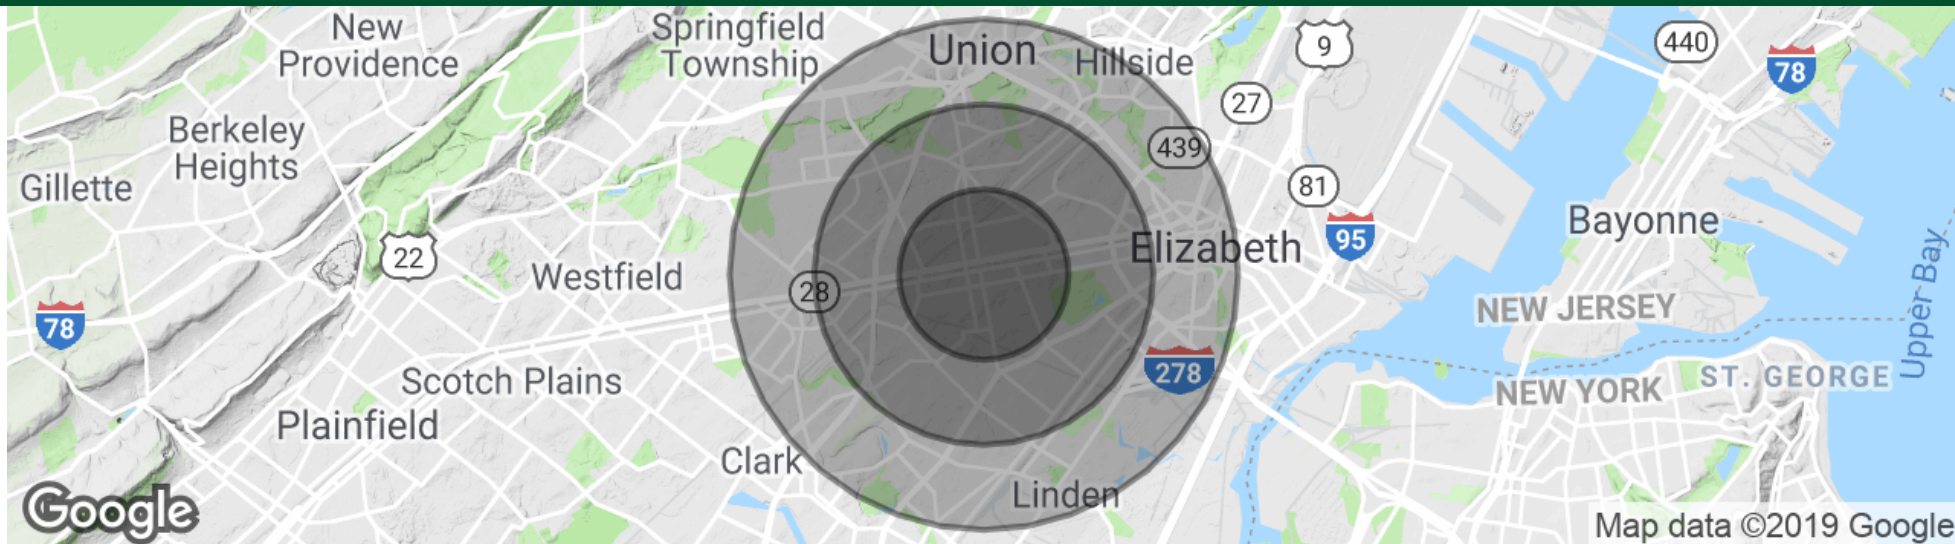 New
Providence
Springfield
Township
Union
Hillside
9
440
78
27
Berkeley
Heights
439
Gillette
81
Bayonne
22
Elizabeth
95
Westfield
28
Upper Bay
NEW JERSEY
78
278
ST. GEORGE
Scotch Plains
NEW YORK
Plainfield
Clark
Linden
Google
Map data ©2019 Google